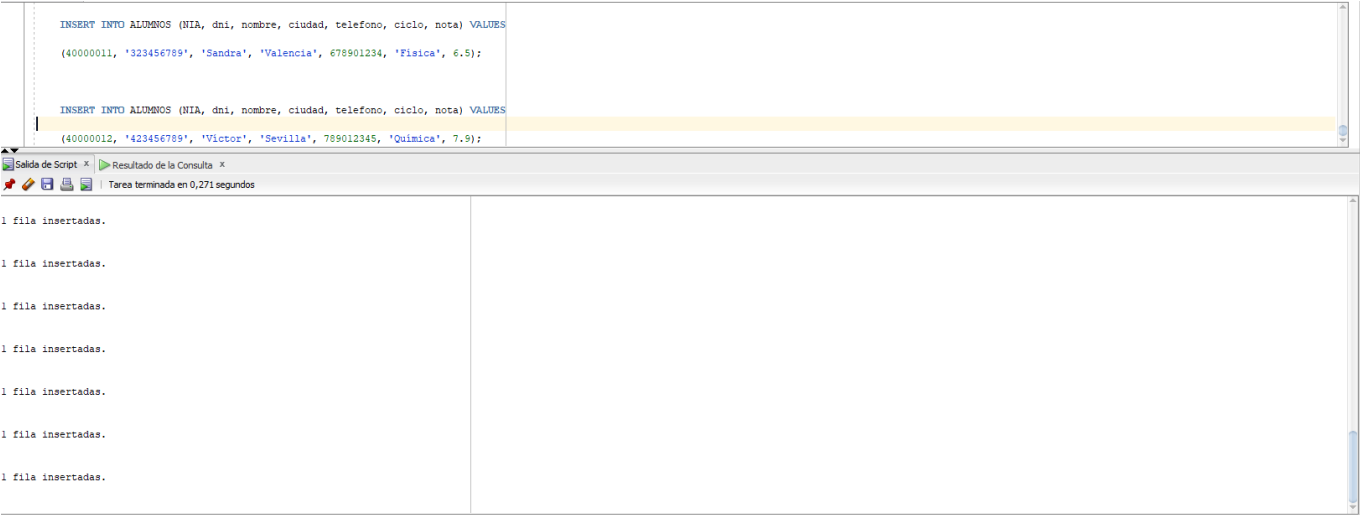 INSERT INTO ALUMNOS (NIA, dni, nombre, ciudad, telefono, ciclo, nota) VALUES
(40000011, '323456789', 'Sandra', 'Valencia', 678901234, 'Física', 6.5);
INSERT INTO ALUMNOS (NIA, dni, nombre, ciudad, telefono, ciclo, nota) VALUES
(40000012, '423456789', 'Víctor', 'Sevilla', 789012345, 'Química', 7.9);
Salida de Script x Resultado de la Consulta x
Tarea terminada en 0,271 segundos
1 fila insertadas.
1 fila insertadas.
1 fila insertadas.
1 fila insertadas.
1 fila insertadas.
1 fila insertadas.
1 fila insertadas.